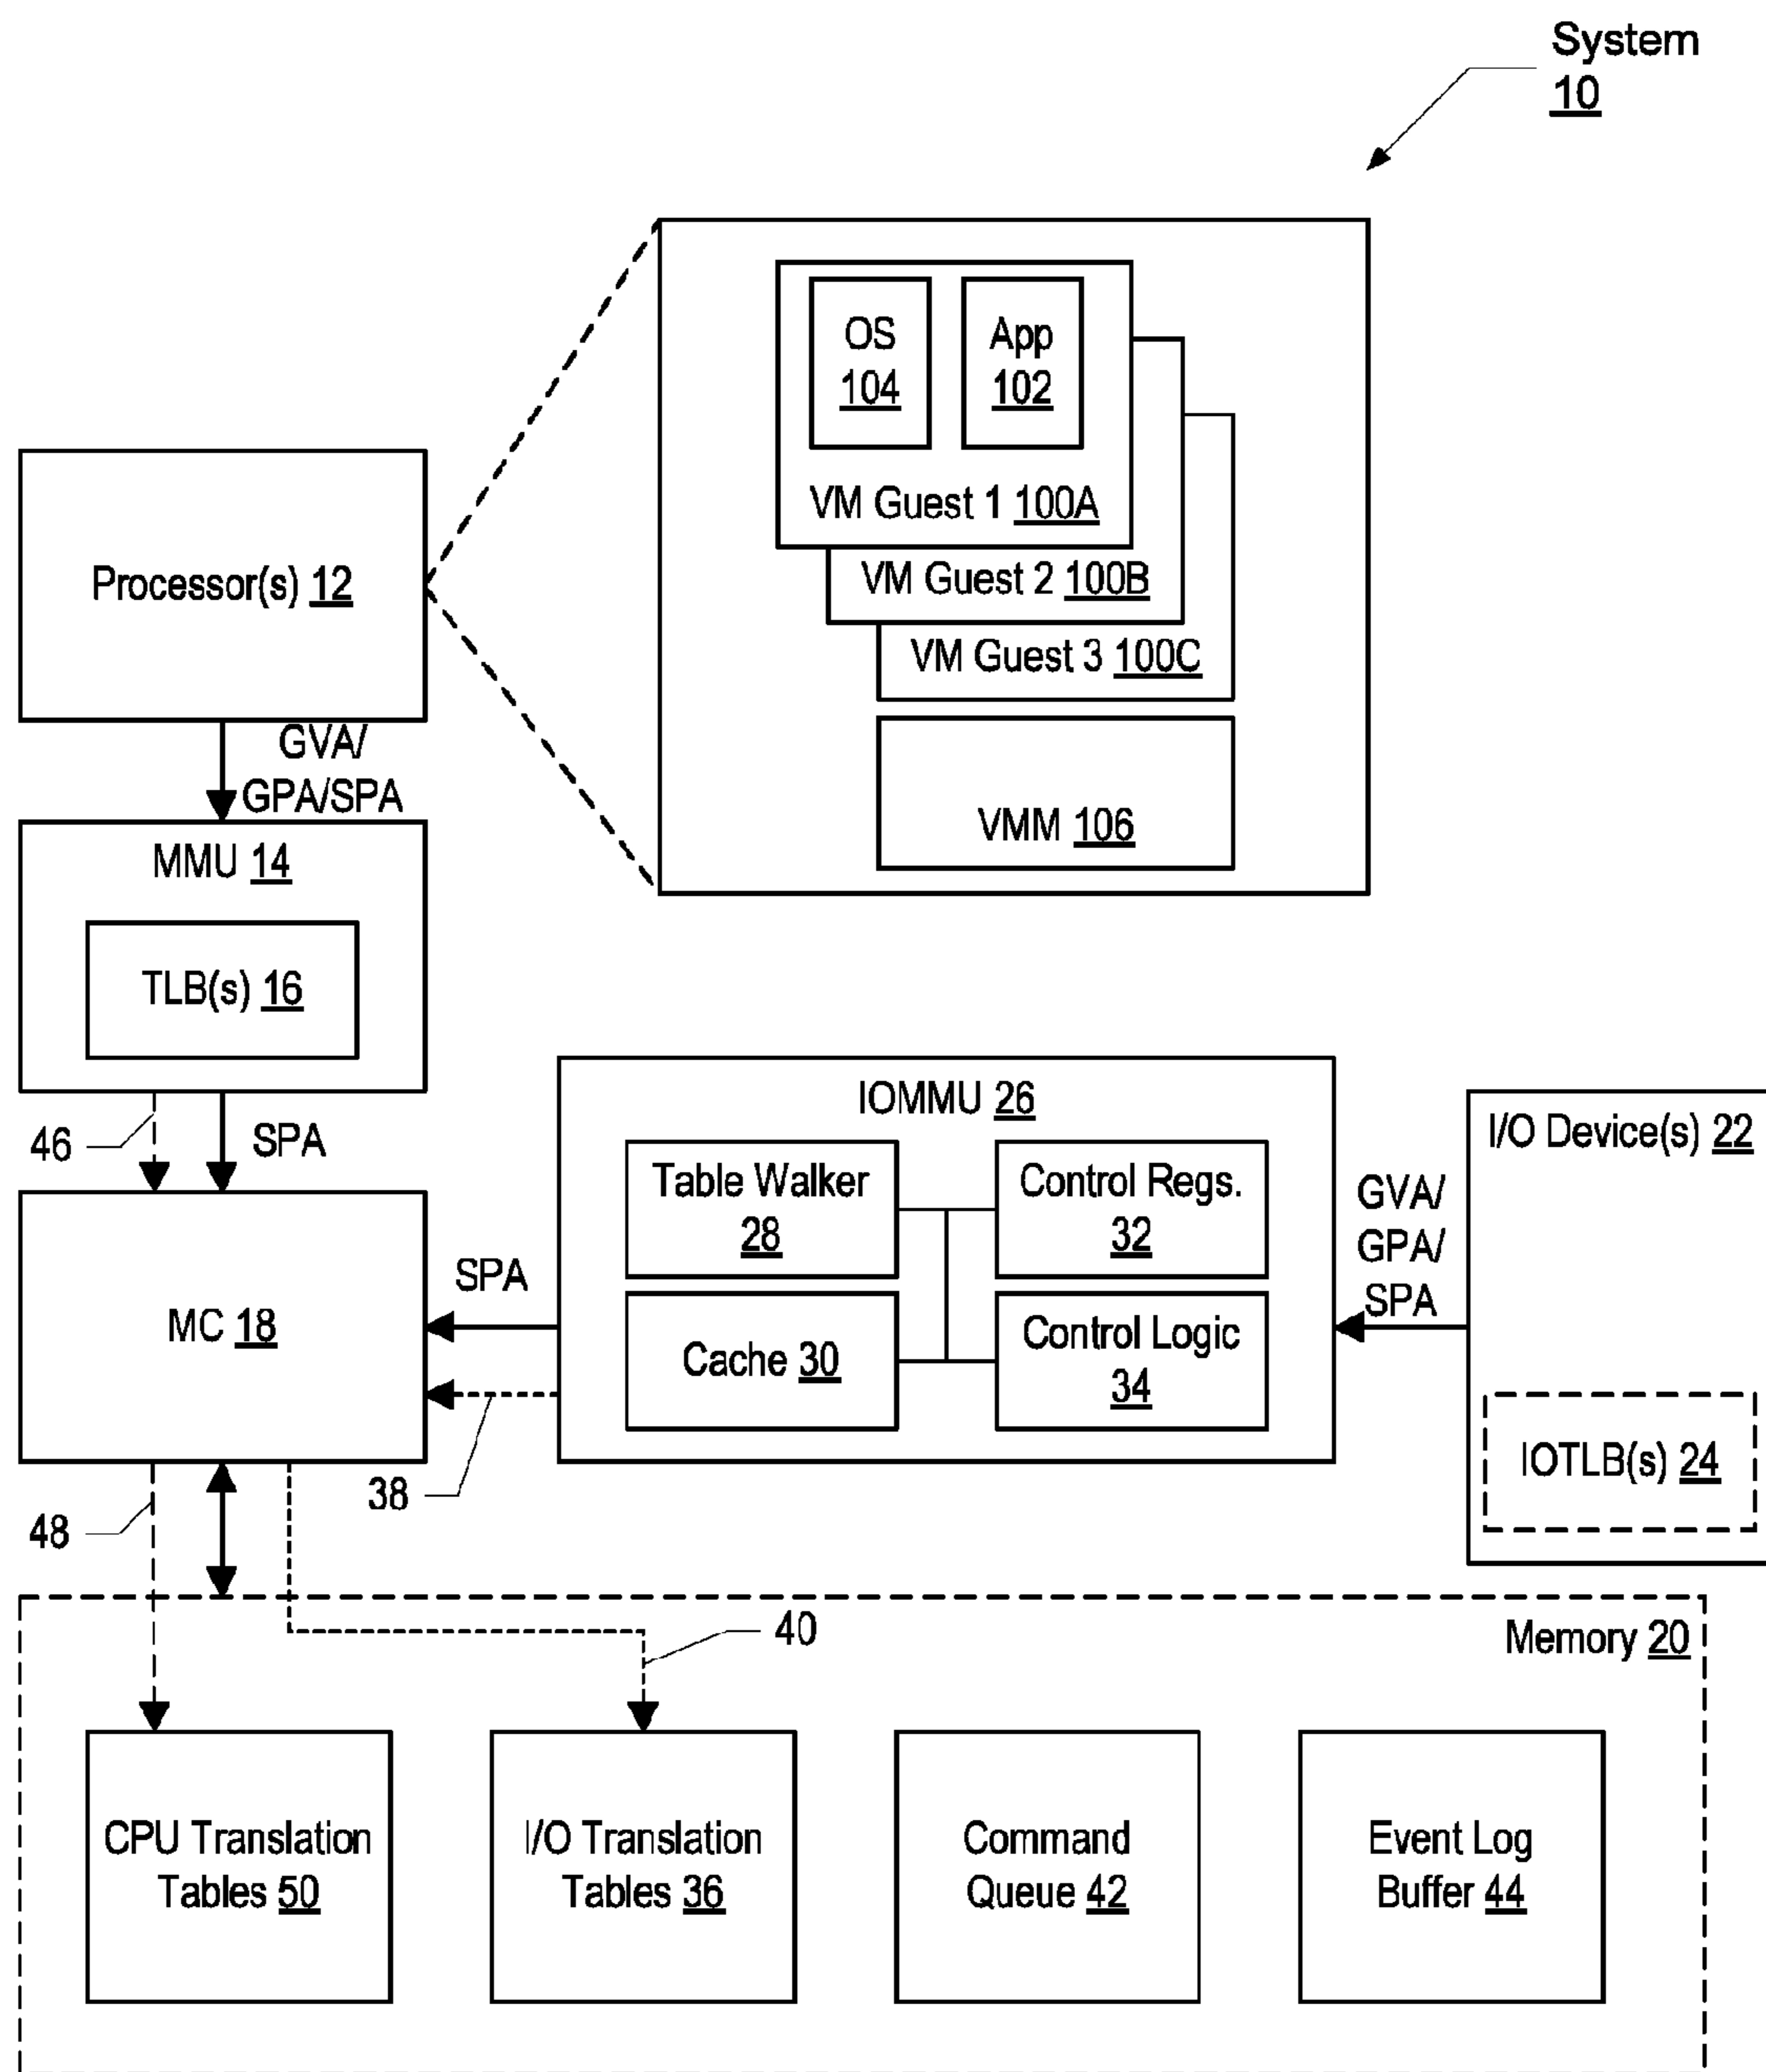 System
10
OS
104
App
102
VM Guest 1 100A
VM Guest 2 100B
VM Guest 3 100C
VMM 106
Processor(s) 12
GVA/
GPA/SPA
MMU 14
TLB(s) 16
46
SPA
MC 18
SPA
38
IOMMU 26
Table Walker
28
Control Regs.
32
Cache 30
Control Logic
34
GVA/
GPA/
SPA
I/O Device(s) 22
IOTLB(s) 24
48
40
Memory 20
CPU Translation
Tables 50
I/O Translation
Tables 36
Command
Queue 42
Event Log
Buffer 44